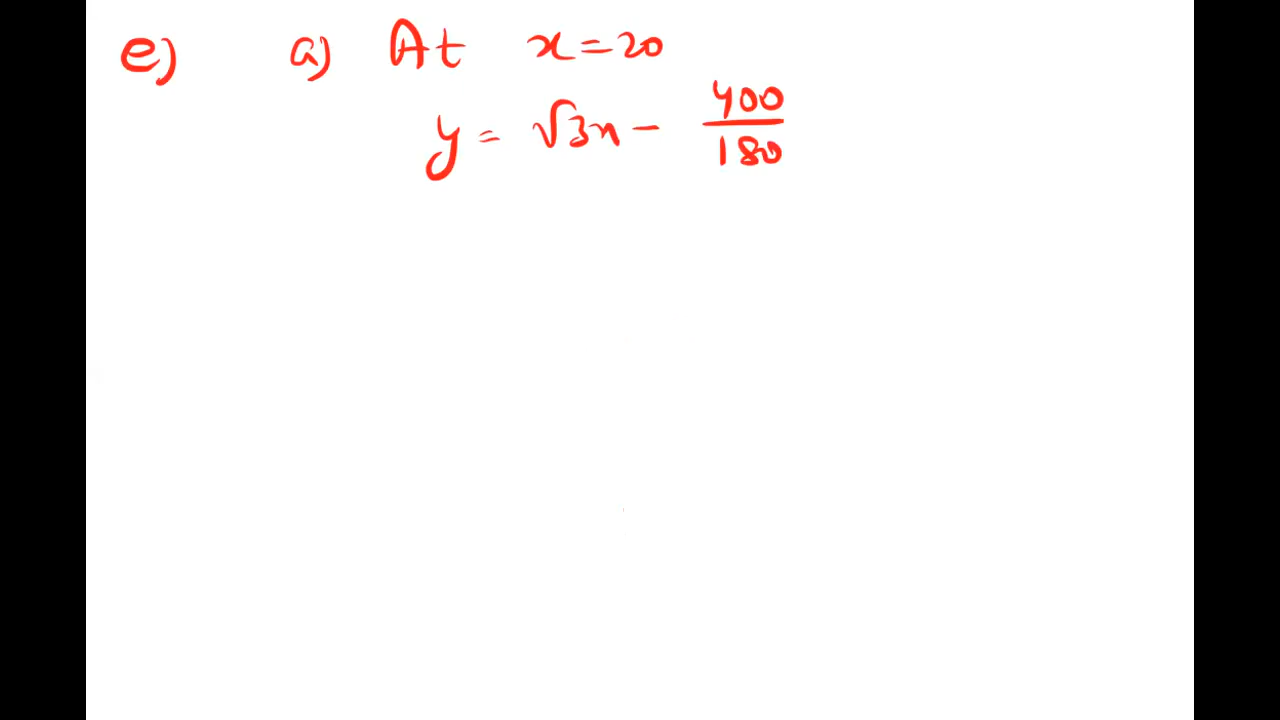 e) a) At x=20
y = √3x - 400/180